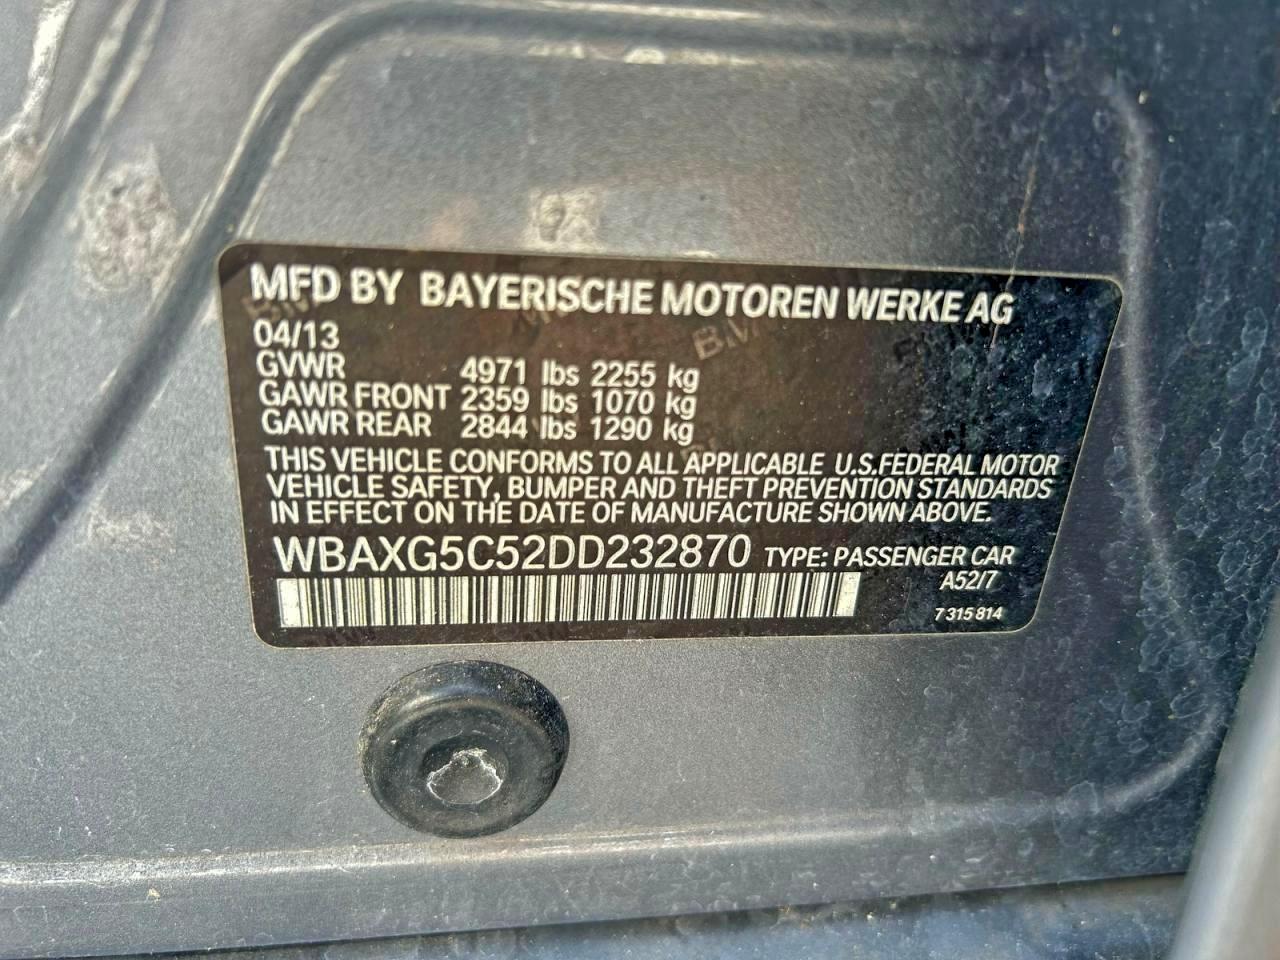 MFD BY BAYERISCHE MOTOREN WERKE AG
04/13
GVWR 4971 lbs 2255 kg
GAWR FRONT 2359 lbs 1070 kg
GAWR REAR 2844 lbs 1290 kg
THIS VEHICLE CONFORMS TO ALL APPLICABLE U.S.FEDERAL MOTOR
VEHICLE SAFETY, BUMPER AND THEFT PREVENTION STANDARDS
IN EFFECT ON THE DATE OF MANUFACTURE SHOWN ABOVE.
WBAXG5C52DD232870 TYPE: PASSENGER CAR
A52/7
7 315 814